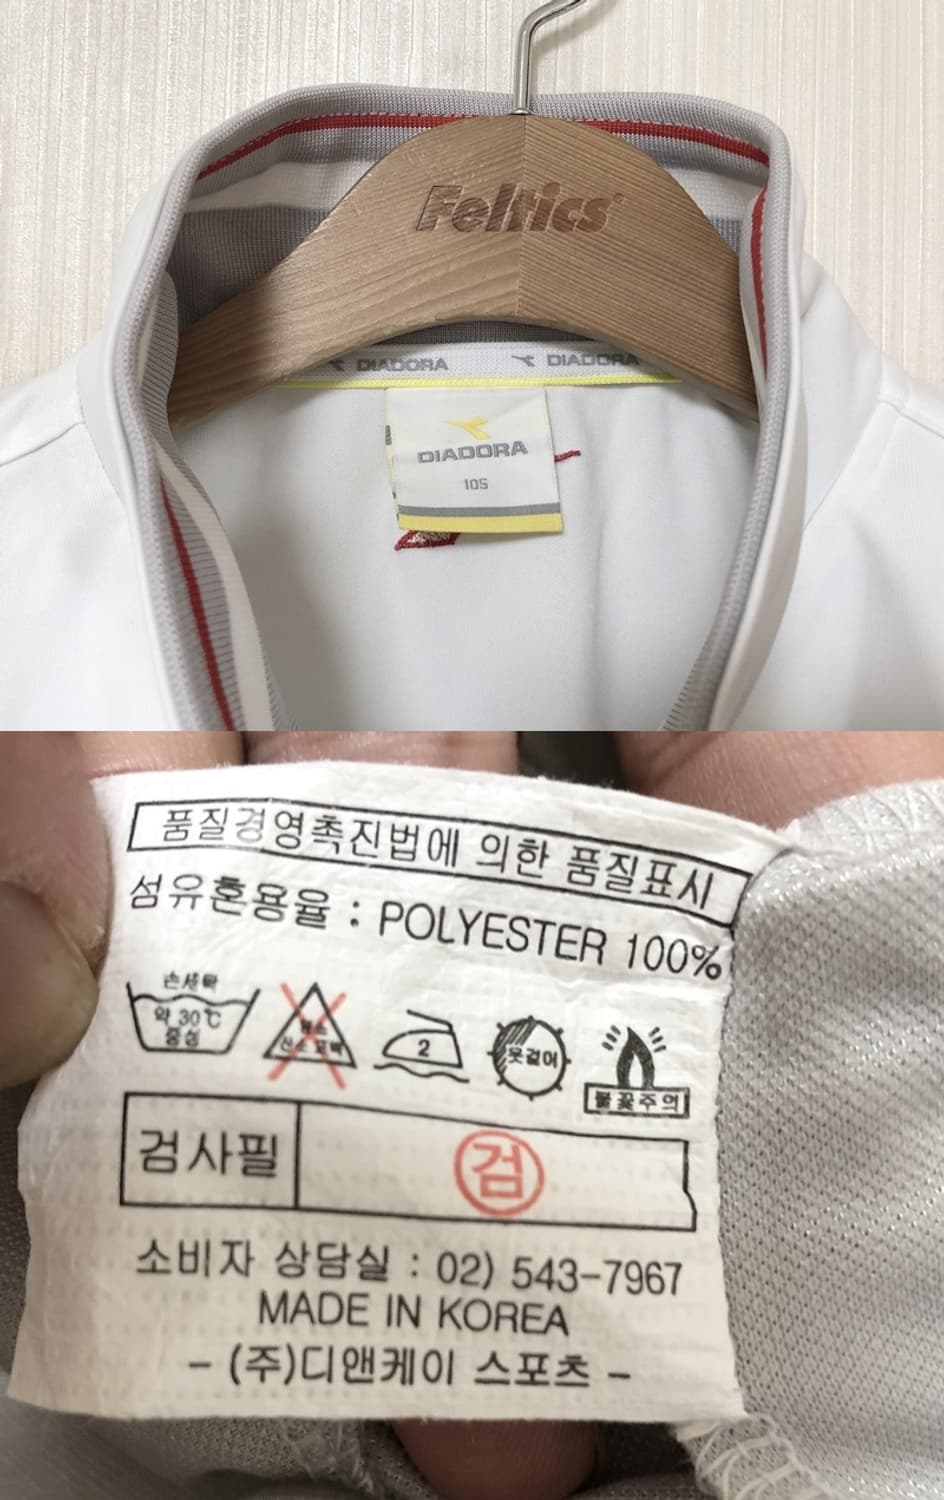 Feltics
DIADORA DIADORA
DIADORA
105
품질경영촉진법에 의한 품질표시
섬유혼용율 : POLYESTER 100%
손세탁
약 30℃
중성
2
옷걸이
불꽃주의
검사필
검
소비자 상담실 : 02) 543-7967
MADE IN KOREA
- (주)디앤케이 스포츠 -